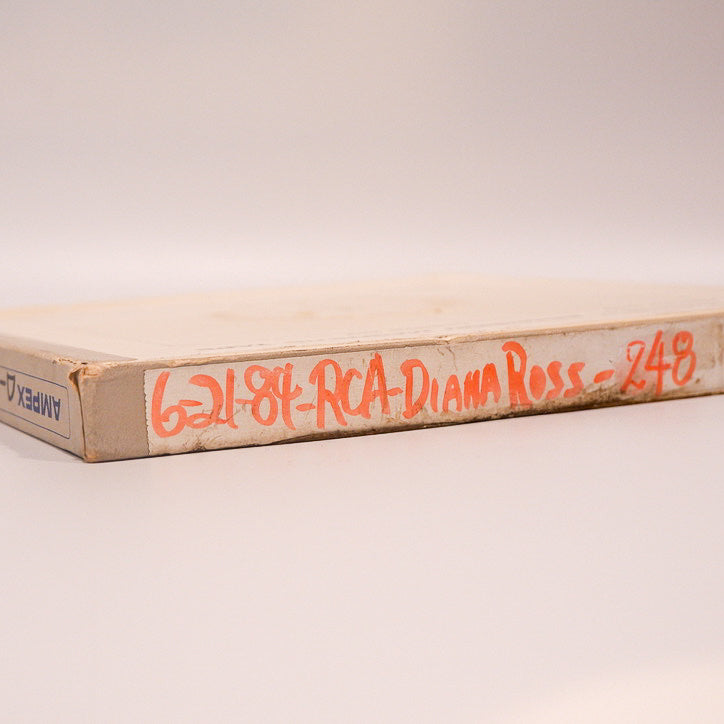 AMPEX
6-21-84-RCA-DIANA ROSS - 248